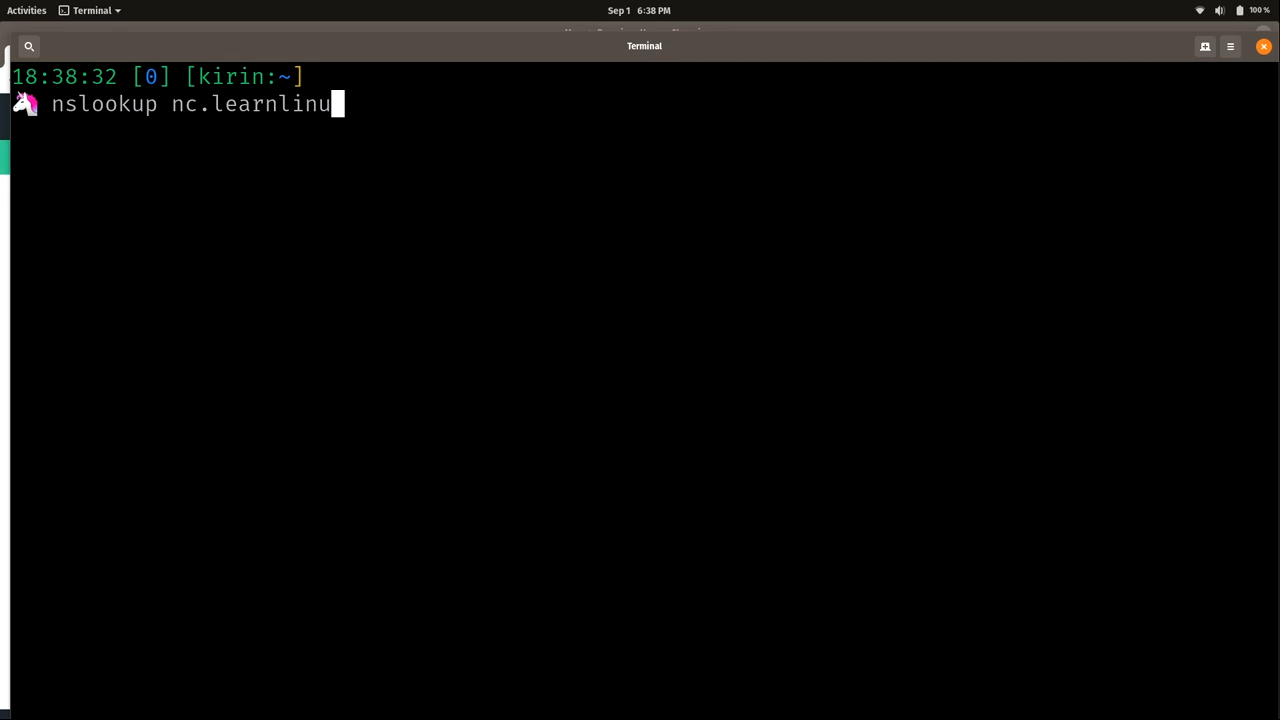 Activities Terminal Sep 1 6:38 PM 100 %
Terminal
18:38:32 [0] [kirin:~]
nslookup nc.learnlinu